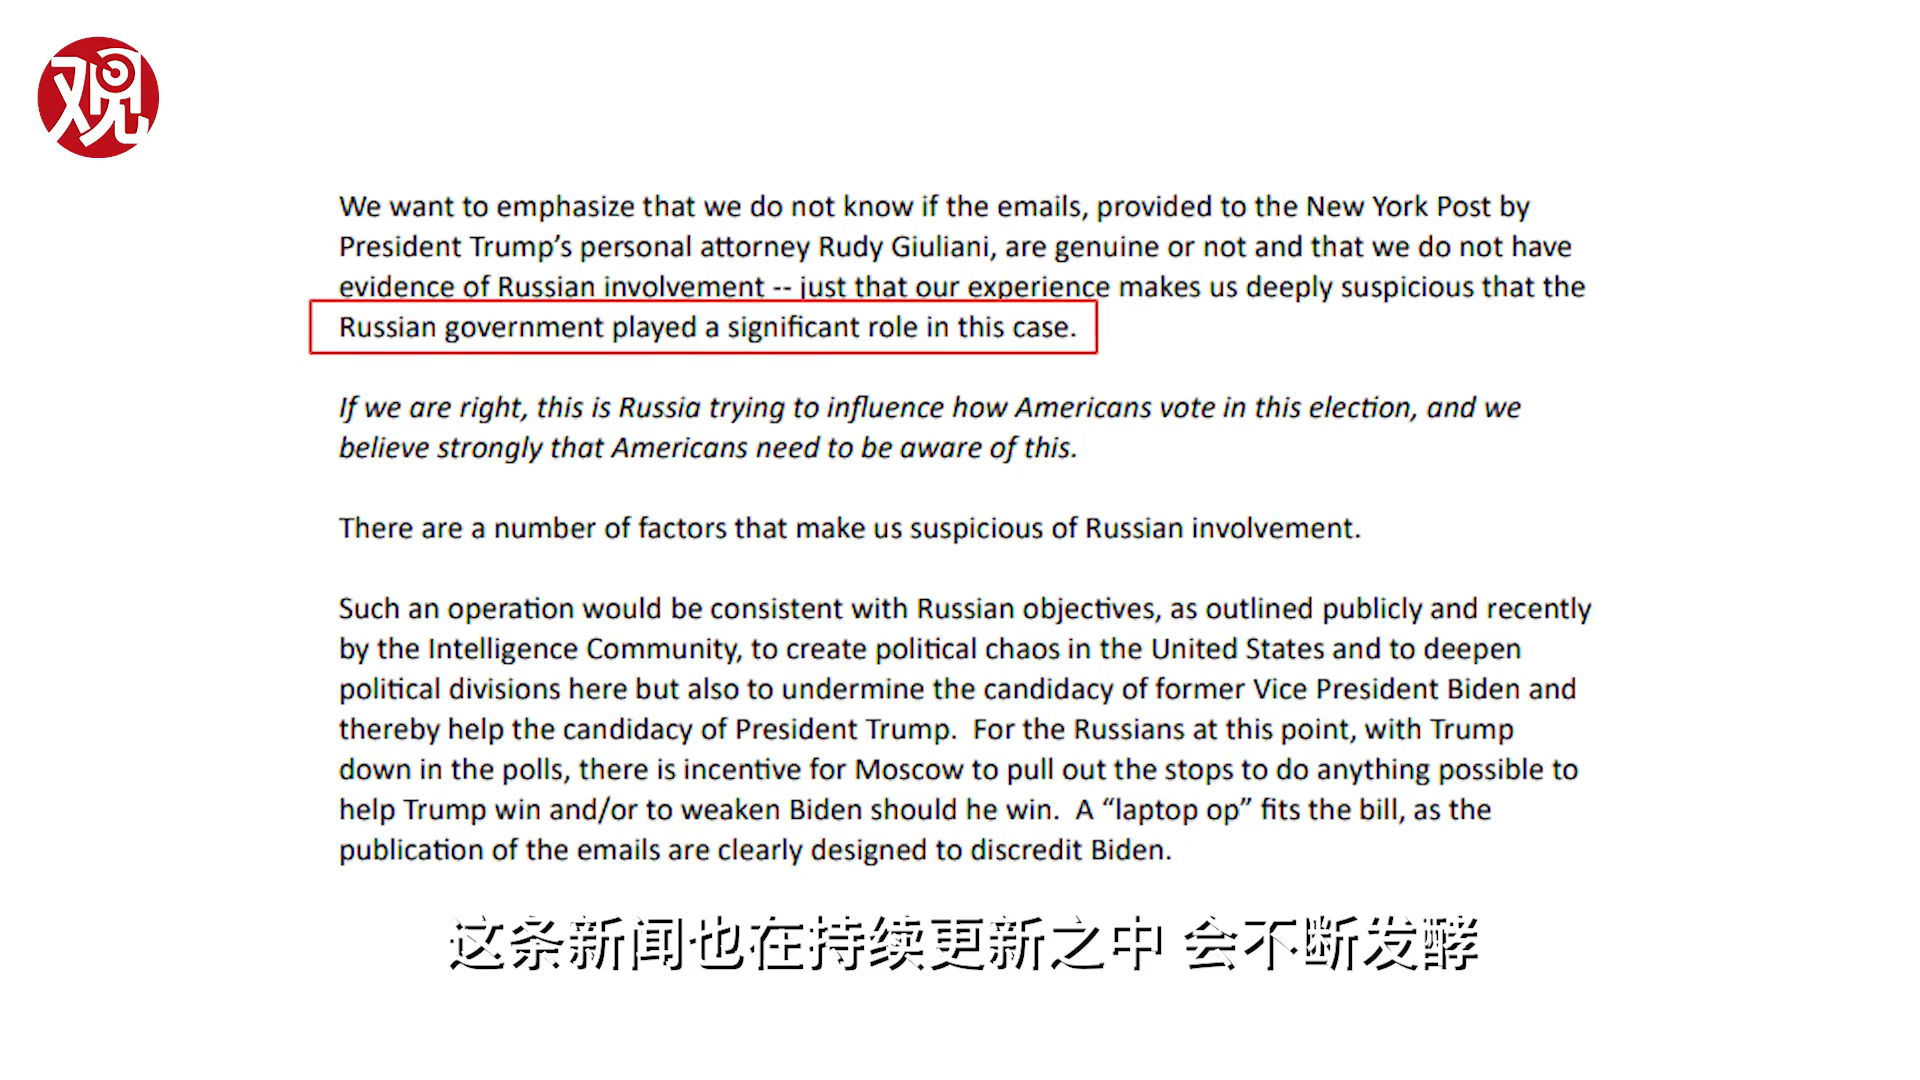 观
We want to emphasize that we do not know if the emails, provided to the New York Post by
President Trump’s personal attorney Rudy Giuliani, are genuine or not and that we do not have
evidence of Russian involvement -- just that our experience makes us deeply suspicious that the
Russian government played a significant role in this case.
If we are right, this is Russia trying to influence how Americans vote in this election, and we
believe strongly that Americans need to be aware of this.
There are a number of factors that make us suspicious of Russian involvement.
Such an operation would be consistent with Russian objectives, as outlined publicly and recently
by the Intelligence Community, to create political chaos in the United States and to deepen
political divisions here but also to undermine the candidacy of former Vice President Biden and
thereby help the candidacy of President Trump.  For the Russians at this point, with Trump
down in the polls, there is incentive for Moscow to pull out the stops to do anything possible to
help Trump win and/or to weaken Biden should he win.  A “laptop op” fits the bill, as the
publication of the emails are clearly designed to discredit Biden.
这条新闻也在持续更新之中 会不断发酵